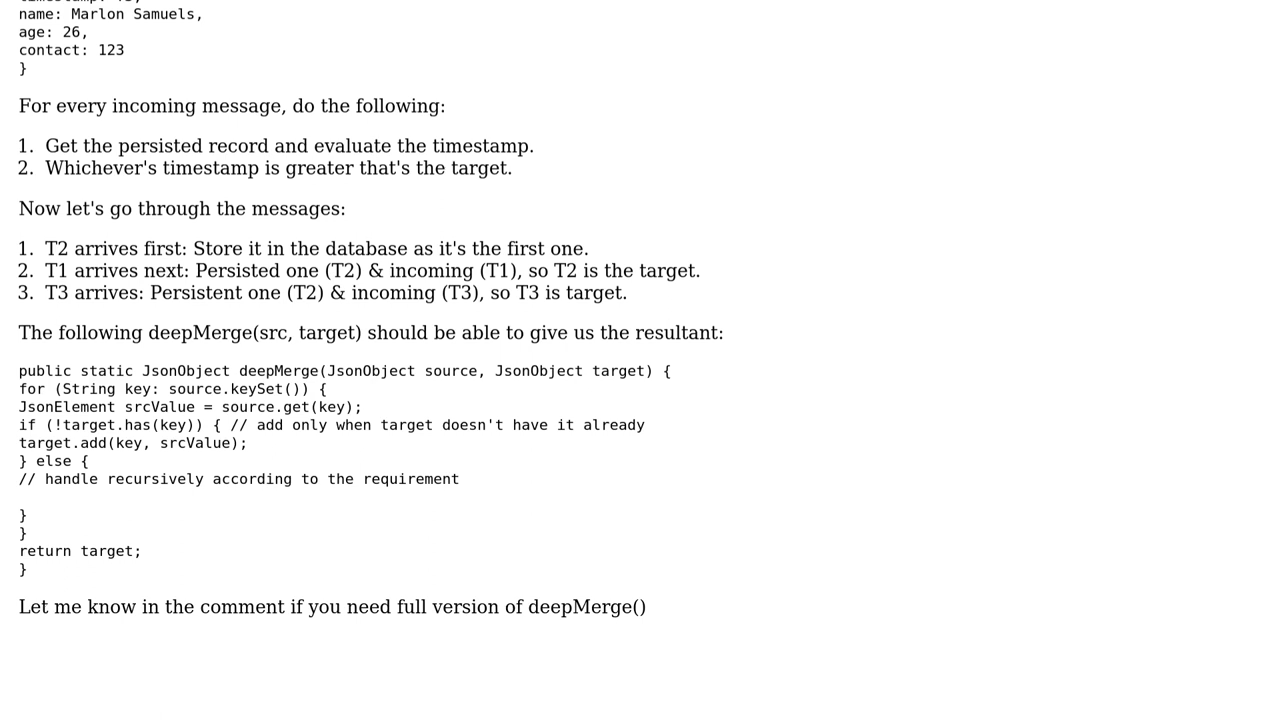 name: Marlon Samuels,
age: 26,
contact: 123
}
For every incoming message, do the following:
1. Get the persisted record and evaluate the timestamp.
2. Whichever's timestamp is greater that's the target.
Now let's go through the messages:
1. T2 arrives first: Store it in the database as it's the first one.
2. T1 arrives next: Persisted one (T2) & incoming (T1), so T2 is the target.
3. T3 arrives: Persistent one (T2) & incoming (T3), so T3 is target.
The following deepMerge(src, target) should be able to give us the resultant:
public static JsonObject deepMerge(JsonObject source, JsonObject target) {
for (String key: source.keySet()) {
JsonElement srcValue = source.get(key);
if (!target.has(key)) { // add only when target doesn't have it already
target.add(key, srcValue);
} else {
// handle recursively according to the requirement
}
}
return target;
}
Let me know in the comment if you need full version of deepMerge()